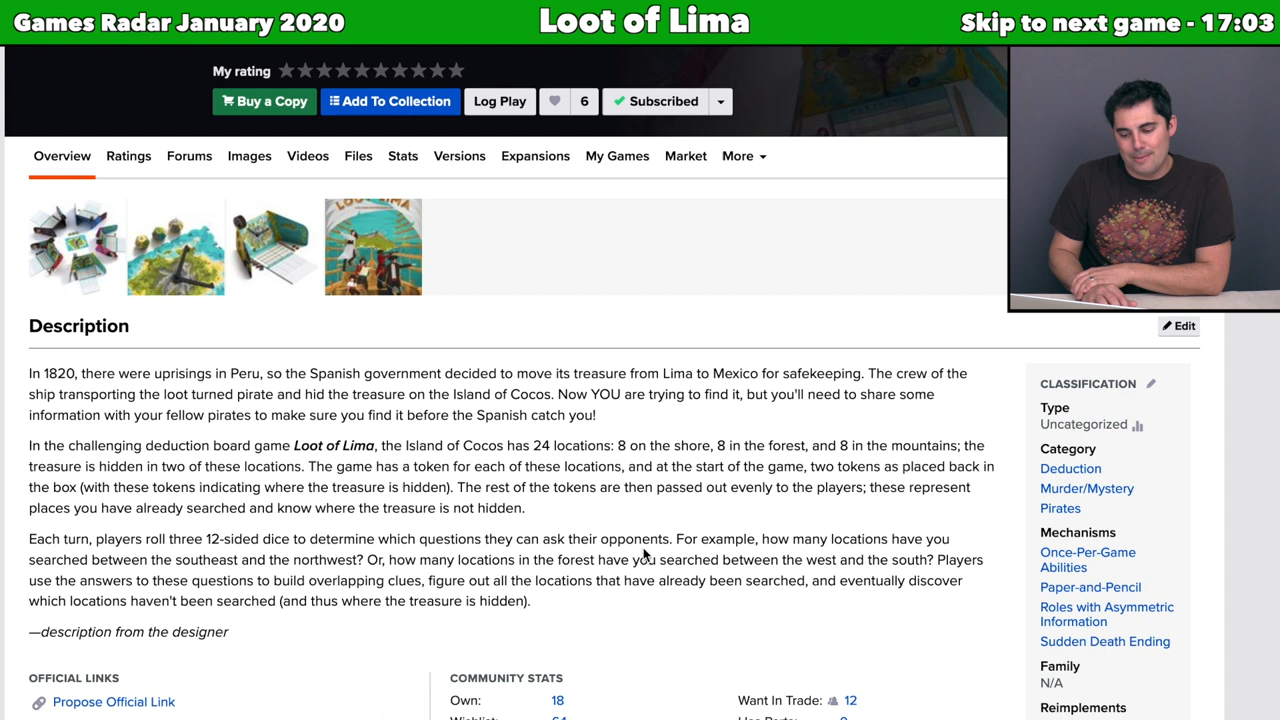 Games Radar January 2020
Loot of Lima
Skip to next game - 17:03
My rating
Buy a Copy
Add To Collection
Log Play
6
Subscribed
Overview
Ratings
Forums
Images
Videos
Files
Stats
Versions
Expansions
My Games
Market
More
LOOT OF LIMA
Description
Edit
In 1820, there were uprisings in Peru, so the Spanish government decided to move its treasure from Lima to Mexico for safekeeping. The crew of the
ship transporting the loot turned pirate and hid the treasure on the Island of Cocos. Now YOU are trying to find it, but you'll need to share some
information with your fellow pirates to make sure you find it before the Spanish catch you!
In the challenging deduction board game Loot of Lima, the Island of Cocos has 24 locations: 8 on the shore, 8 in the forest, and 8 in the mountains; the
treasure is hidden in two of these locations. The game has a token for each of these locations, and at the start of the game, two tokens as placed back in
the box (with these tokens indicating where the treasure is hidden). The rest of the tokens are then passed out evenly to the players; these represent
places you have already searched and know where the treasure is not hidden.
Each turn, players roll three 12-sided dice to determine which questions they can ask their opponents. For example, how many locations have you
searched between the southeast and the northwest? Or, how many locations in the forest have you searched between the west and the south? Players
use the answers to these questions to build overlapping clues, figure out all the locations that have already been searched, and eventually discover
which locations haven't been searched (and thus where the treasure is hidden).
—description from the designer
CLASSIFICATION
Type
Uncategorized
Category
Deduction
Murder/Mystery
Pirates
Mechanisms
Once-Per-Game
Abilities
Paper-and-Pencil
Roles with Asymmetric
Information
Sudden Death Ending
Family
N/A
Reimplements
OFFICIAL LINKS
Propose Official Link
COMMUNITY STATS
Own: 18
Want In Trade: 12